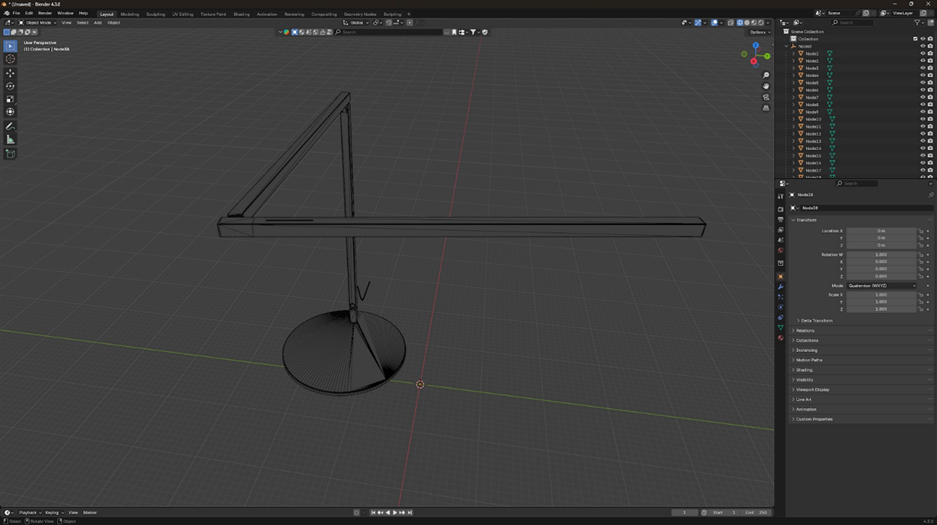 * (Unsaved) - Blender 4.3.2
File Edit Render Window Help Layout Modeling Sculpting UV Editing Texture Paint Shading Animation Rendering Compositing Geometry Nodes Scripting + Scene ViewLayer
Object Mode View Select Add Object Global Search
Search Options
User Perspective
(1) Collection | Node38
Scene Collection
Collection
Node0
Node1
Node2
Node3
Node4
Node5
Node6
Node7
Node8
Node9
Node10
Node11
Node12
Node13
Node14
Node15
Node16
Node17
Search
Node38
Node38
Transform
Location X 0 m
Y 0 m
Z 0 m
Rotation W 1.000
X 0.000
Y 0.000
Z 0.000
Mode Quaternion (WXYZ)
Scale X 1.000
Y 1.000
Z 1.000
Delta Transform
Relations
Collections
Instancing
Motion Paths
Shading
Visibility
Viewport Display
Line Art
Animation
Custom Properties
Playback Keying View Marker 1 Start 1 End 250
Select Rotate View Object